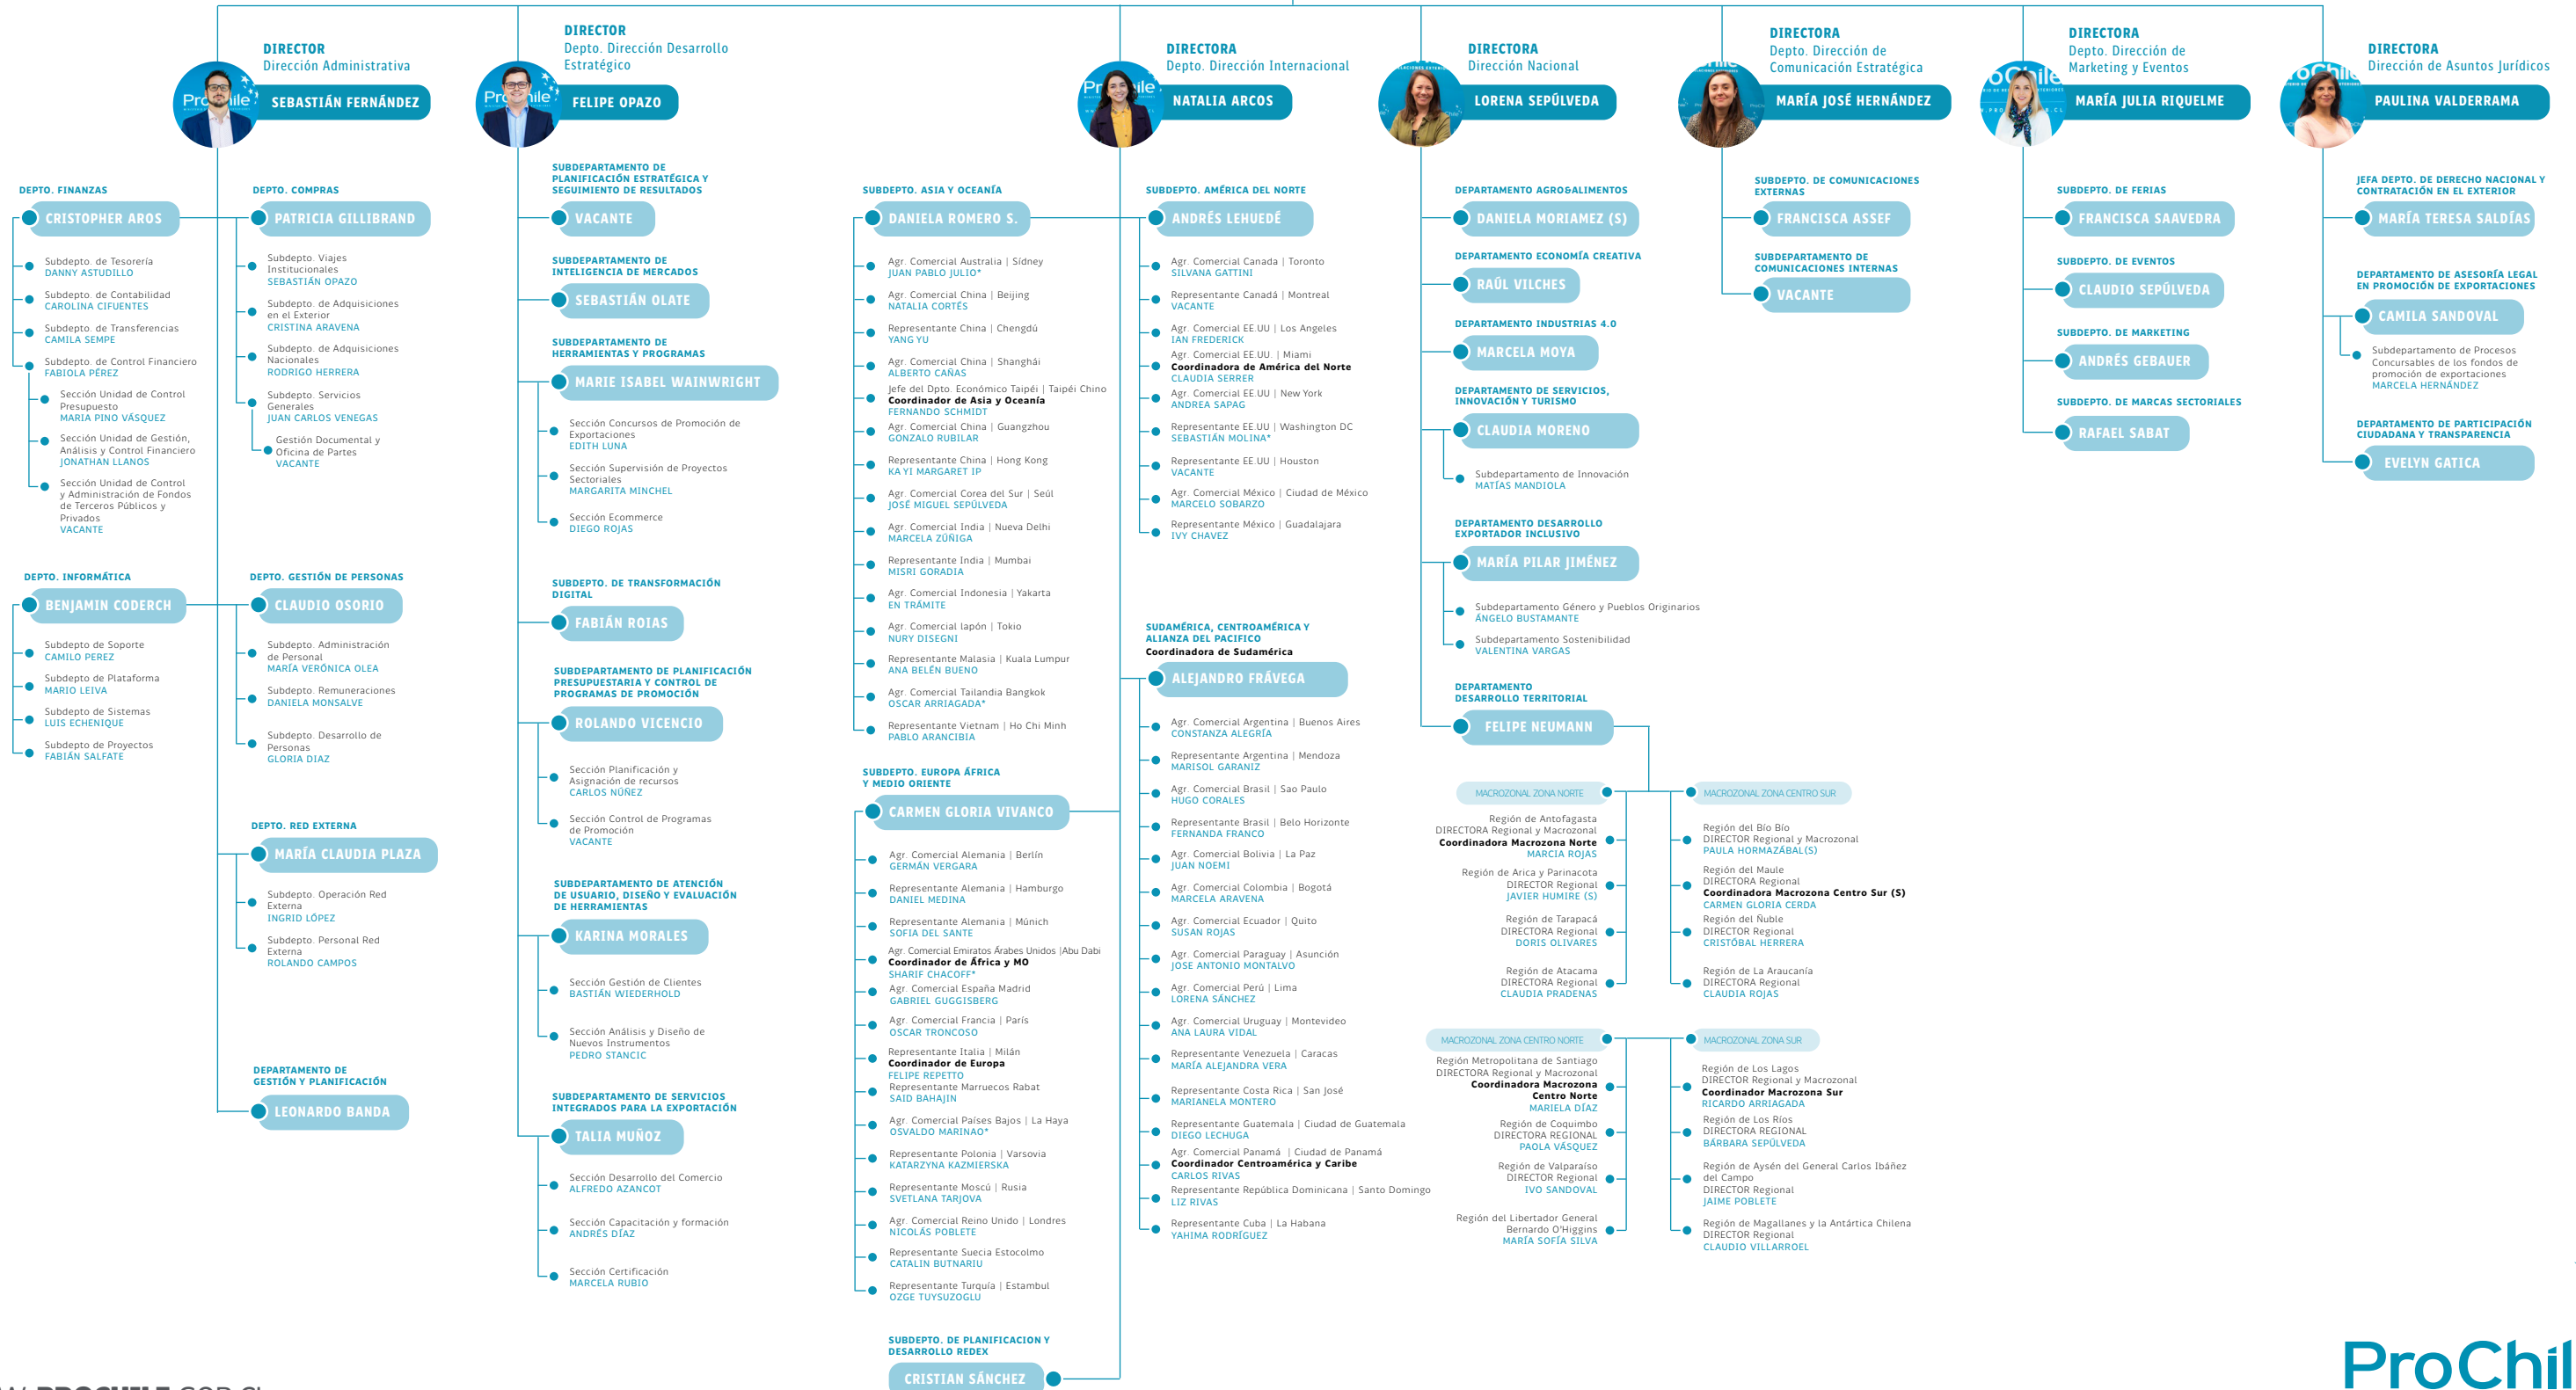 DIRECTOR
Dirección Administrativa
SEBASTIÁN FERNÁNDEZ
DEPTO. FINANZAS
CRISTOPHER AROS
Subdepto. de Tesorería
DANNY ASTUDILLO
Subdepto. de Contabilidad
CAROLINA CIFUENTES
Subdepto. de Transferencias
CAMILA SEMPE
Subdepto. de Control Financiero
FABIOLA PÉREZ
Sección Unidad de Control
Presupuesto
MARIA PINO VÁSQUEZ
Sección Unidad de Gestión,
Análisis y Control Financiero
JONATHAN LLANOS
Sección Unidad de Control
y Administración de Fondos
de Terceros Públicos y
Privados
VACANTE
DEPTO. COMPRAS
PATRICIA GILLIBRAND
Subdepto. Viajes
Institucionales
SEBASTIÁN OPAZO
Subdepto. de Adquisiciones
en el Exterior
CRISTINA ARAVENA
Subdepto. de Adquisiciones
Nacionales
RODRIGO HERRERA
Subdepto. Servicios
Generales
JUAN CARLOS VENEGAS
Gestión Documental y
Oficina de Partes
VACANTE
DEPTO. INFORMÁTICA
BENJAMIN CODERCH
Subdepto de Soporte
CAMILO PEREZ
Subdepto de Plataforma
MARIO LEIVA
Subdepto de Sistemas
LUIS ECHENIQUE
Subdepto de Proyectos
FABIÁN SALFATE
DEPTO. GESTIÓN DE PERSONAS
CLAUDIO OSORIO
Subdepto. Administración
de Personal
MARÍA VERÓNICA OLEA
Subdepto. Remuneraciones
DANIELA MONSALVE
Subdepto. Desarrollo de
Personas
GLORIA DIAZ
DEPTO. RED EXTERNA
MARÍA CLAUDIA PLAZA
Subdepto. Operación Red
Externa
INGRID LÓPEZ
Subdepto. Personal Red
Externa
ROLANDO CAMPOS
DEPARTAMENTO DE
GESTIÓN Y PLANIFICACIÓN
LEONARDO BANDA
DIRECTOR
Depto. Dirección Desarrollo
Estratégico
FELIPE OPAZO
SUBDEPARTAMENTO DE
PLANIFICACIÓN ESTRATÉGICA Y
SEGUIMIENTO DE RESULTADOS
VACANTE
SUBDEPARTAMENTO DE
INTELIGENCIA DE MERCADOS
SEBASTIÁN OLATE
SUBDEPARTAMENTO DE
HERRAMIENTAS Y PROGRAMAS
MARIE ISABEL WAINWRIGHT
Sección Concursos de Promoción de
Exportaciones
EDITH LUNA
Sección Supervisión de Proyectos
Sectoriales
MARGARITA MINCHEL
Sección Ecommerce
DIEGO ROJAS
SUBDEPTO. DE TRANSFORMACIÓN
DIGITAL
FABIÁN ROIAS
SUBDEPARTAMENTO DE PLANIFICACIÓN
PRESUPUESTARIA Y CONTROL DE
PROGRAMAS DE PROMOCIÓN
ROLANDO VICENCIO
Sección Planificación y
Asignación de recursos
CARLOS NÚÑEZ
Sección Control de Programas
de Promoción
VACANTE
SUBDEPARTAMENTO DE ATENCIÓN
DE USUARIO, DISEÑO Y EVALUACIÓN
DE HERRAMIENTAS
KARINA MORALES
Sección Gestión de Clientes
BASTIÁN WIEDERHOLD
Sección Análisis y Diseño de
Nuevos Instrumentos
PEDRO STANCIC
SUBDEPARTAMENTO DE SERVICIOS
INTEGRADOS PARA LA EXPORTACIÓN
TALIA MUÑOZ
Sección Desarrollo del Comercio
ALFREDO AZANCOT
Sección Capacitación y formación
ANDRÉS DÍAZ
Sección Certificación
MARCELA RUBIO
DIRECTORA
Depto. Dirección Internacional
NATALIA ARCOS
SUBDEPTO. ASIA Y OCEANÍA
DANIELA ROMERO S.
Agr. Comercial Australia | Sídney
JUAN PABLO JULIO*
Agr. Comercial China | Beijing
NATALIA CORTÉS
Representante China | Chengdú
YANG YU
Agr. Comercial China | Shanghái
ALBERTO CAÑAS
Jefe del Dpto. Económico Taipéi | Taipéi Chino
Coordinador de Asia y Oceanía
FERNANDO SCHMIDT
Agr. Comercial China | Guangzhou
GONZALO RUBILAR
Representante China | Hong Kong
KA YI MARGARET IP
Agr. Comercial Corea del Sur | Seúl
JOSÉ MIGUEL SEPÚLVEDA
Agr. Comercial India | Nueva Delhi
MARCELA ZÚÑIGA
Representante India | Mumbai
MISRI GORADIA
Agr. Comercial Indonesia | Yakarta
EN TRÁMITE
Agr. Comercial Iapón | Tokio
NURY DISEGNI
Representante Malasia | Kuala Lumpur
ANA BELÉN BUENO
Agr. Comercial Tailandia Bangkok
OSCAR ARRIAGADA*
Representante Vietnam | Ho Chi Minh
PABLO ARANCIBIA
SUBDEPTO. EUROPA ÁFRICA
Y MEDIO ORIENTE
CARMEN GLORIA VIVANCO
Agr. Comercial Alemania | Berlín
GERMÁN VERGARA
Representante Alemania | Hamburgo
DANIEL MEDINA
Representante Alemania | Múnich
SOFIA DEL SANTE
Agr. Comercial Emiratos Árabes Unidos |Abu Dabi
Coordinador de África y MO
SHARIF CHACOFF*
Agr. Comercial España Madrid
GABRIEL GUGGISBERG
Agr. Comercial Francia | París
OSCAR TRONCOSO
Representante Italia | Milán
Coordinador de Europa
FELIPE REPETTO
Representante Marruecos Rabat
SAID BAHAJIN
Agr. Comercial Países Bajos | La Haya
OSVALDO MARINAO*
Representante Polonia | Varsovia
KATARZYNA KAZMIERSKA
Representante Moscú | Rusia
SVETLANA TARJOVA
Agr. Comercial Reino Unido | Londres
NICOLÁS POBLETE
Representante Suecia Estocolmo
CATALIN BUTNARIU
Representante Turquía | Estambul
OZGE TUYSUZOGLU
SUBDEPTO. DE PLANIFICACION Y
DESARROLLO REDEX
CRISTIAN SÁNCHEZ
SUBDEPTO. AMÉRICA DEL NORTE
ANDRÉS LEHUEDÉ
Agr. Comercial Canada | Toronto
SILVANA GATTINI
Representante Canadá | Montreal
VACANTE
Agr. Comercial EE.UU | Los Angeles
IAN FREDERICK
Agr. Comercial EE.UU. | Miami
Coordinadora de América del Norte
CLAUDIA SERRER
Agr. Comercial EE.UU | New York
ANDREA SAPAG
Representante EE.UU | Washington DC
SEBASTIÁN MOLINA*
Representante EE.UU | Houston
VACANTE
Agr. Comercial México | Ciudad de México
MARCELO SOBARZO
Representante México | Guadalajara
IVY CHAVEZ
SUDAMÉRICA, CENTROAMÉRICA Y
ALIANZA DEL PACIFICO
Coordinadora de Sudamérica
ALEJANDRO FRÁVEGA
Agr. Comercial Argentina | Buenos Aires
CONSTANZA ALEGRÍA
Representante Argentina | Mendoza
MARISOL GARANIZ
Agr. Comercial Brasil | Sao Paulo
HUGO CORALES
Representante Brasil | Belo Horizonte
FERNANDA FRANCO
Agr. Comercial Bolivia | La Paz
JUAN NOEMI
Agr. Comercial Colombia | Bogotá
MARCELA ARAVENA
Agr. Comercial Ecuador | Quito
SUSAN ROJAS
Agr. Comercial Paraguay | Asunción
JOSE ANTONIO MONTALVO
Agr. Comercial Perú | Lima
LORENA SÁNCHEZ
Agr. Comercial Uruguay | Montevideo
ANA LAURA VIDAL
Representante Venezuela | Caracas
MARÍA ALEJANDRA VERA
Representante Costa Rica | San José
MARIANELA MONTERO
Representante Guatemala | Ciudad de Guatemala
DIEGO LECHUGA
Agr. Comercial Panamá | Ciudad de Panamá
Coordinador Centroamérica y Caribe
CARLOS RIVAS
Representante República Dominicana | Santo Domingo
LIZ RIVAS
Representante Cuba | La Habana
YAHIMA RODRÍGUEZ
DIRECTORA
Dirección Nacional
LORENA SEPÚLVEDA
DEPARTAMENTO AGRO&ALIMENTOS
DANIELA MORIAMEZ (S)
DEPARTAMENTO ECONOMÍA CREATIVA
RAÚL VILCHES
DEPARTAMENTO INDUSTRIAS 4.0
MARCELA MOYA
DEPARTAMENTO DE SERVICIOS,
INNOVACIÓN Y TURISMO
CLAUDIA MORENO
Subdepartamento de Innovación
MATÍAS MANDIOLA
DEPARTAMENTO DESARROLLO
EXPORTADOR INCLUSIVO
MARÍA PILAR JIMÉNEZ
Subdepartamento Género y Pueblos Originarios
ÁNGELO BUSTAMANTE
Subdepartamento Sostenibilidad
VALENTINA VARGAS
DEPARTAMENTO
DESARROLLO TERRITORIAL
FELIPE NEUMANN
MACROZONAL ZONA NORTE
Región de Antofagasta
DIRECTORA Regional y Macrozonal
Coordinadora Macrozona Norte
MARCIA ROJAS
Región de Arica y Parinacota
DIRECTOR Regional
JAVIER HUMIRE (S)
Región de Tarapacá
DIRECTORA Regional
DORIS OLIVARES
Región de Atacama
DIRECTORA Regional
CLAUDIA PRADENAS
MACROZONAL ZONA CENTRO SUR
Región del Bío Bío
DIRECTOR Regional y Macrozonal
PAULA HORMAZÁBAL(S)
Región del Maule
DIRECTORA Regional
Coordinadora Macrozona Centro Sur (S)
CARMEN GLORIA CERDA
Región del Ñuble
DIRECTOR Regional
CRISTÓBAL HERRERA
Región de La Araucanía
DIRECTORA Regional
CLAUDIA ROJAS
MACROZONAL ZONA CENTRO NORTE
Región Metropolitana de Santiago
DIRECTORA Regional y Macrozonal
Coordinadora Macrozona
Centro Norte
MARIELA DÍAZ
Región de Coquimbo
DIRECTORA REGIONAL
PAOLA VÁSQUEZ
Región de Valparaíso
DIRECTOR Regional
IVO SANDOVAL
Región del Libertador General
Bernardo O'Higgins
MARÍA SOFÍA SILVA
MACROZONAL ZONA SUR
Región de Los Lagos
DIRECTOR Regional y Macrozonal
Coordinador Macrozona Sur
RICARDO ARRIAGADA
Región de Los Ríos
DIRECTORA REGIONAL
BÁRBARA SEPÚLVEDA
Región de Aysén del General Carlos Ibáñez
del Campo
DIRECTOR Regional
JAIME POBLETE
Región de Magallanes y la Antártica Chilena
DIRECTOR Regional
CLAUDIO VILLARROEL
DIRECTORA
Depto. Dirección de
Comunicación Estratégica
MARÍA JOSÉ HERNÁNDEZ
SUBDEPTO. DE COMUNICACIONES
EXTERNAS
FRANCISCA ASSEF
SUBDEPARTAMENTO DE
COMUNICACIONES INTERNAS
VACANTE
DIRECTORA
Depto. Dirección de
Marketing y Eventos
MARÍA JULIA RIQUELME
SUBDEPTO. DE FERIAS
FRANCISCA SAAVEDRA
SUBDEPTO. DE EVENTOS
CLAUDIO SEPÚLVEDA
SUBDEPTO. DE MARKETING
ANDRÉS GEBAUER
SUBDEPTO. DE MARCAS SECTORIALES
RAFAEL SABAT
DIRECTORA
Dirección de Asuntos Jurídicos
PAULINA VALDERRAMA
JEFA DEPTO. DE DERECHO NACIONAL Y
CONTRATACIÓN EN EL EXTERIOR
MARÍA TERESA SALDÍAS
DEPARTAMENTO DE ASESORÍA LEGAL
EN PROMOCIÓN DE EXPORTACIONES
CAMILA SANDOVAL
Subdepartamento de Procesos
Concursables de los fondos de
promoción de exportaciones
MARCELA HERNÁNDEZ
DEPARTAMENTO DE PARTICIPACIÓN
CIUDADANA Y TRANSPARENCIA
EVELYN GATICA
ProChil